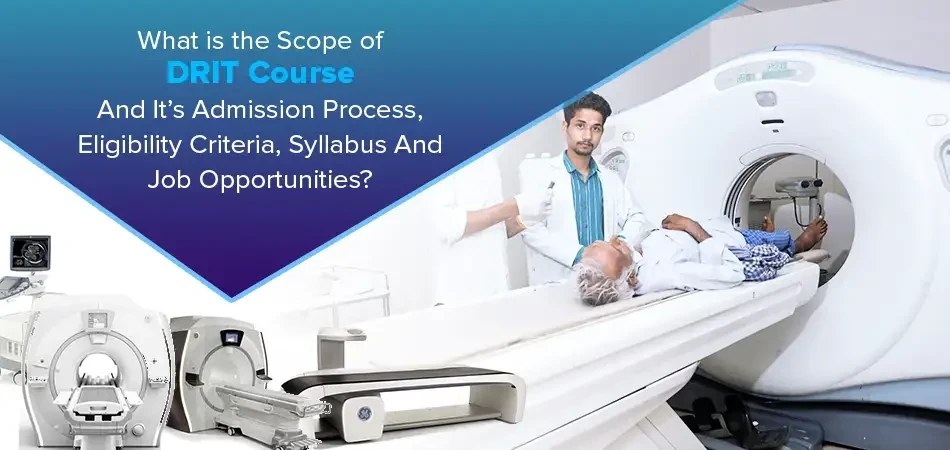 What is the Scope of
DRIT Course
And It's Admission Process,
Eligibility Criteria, Syllabus And
Job Opportunities?